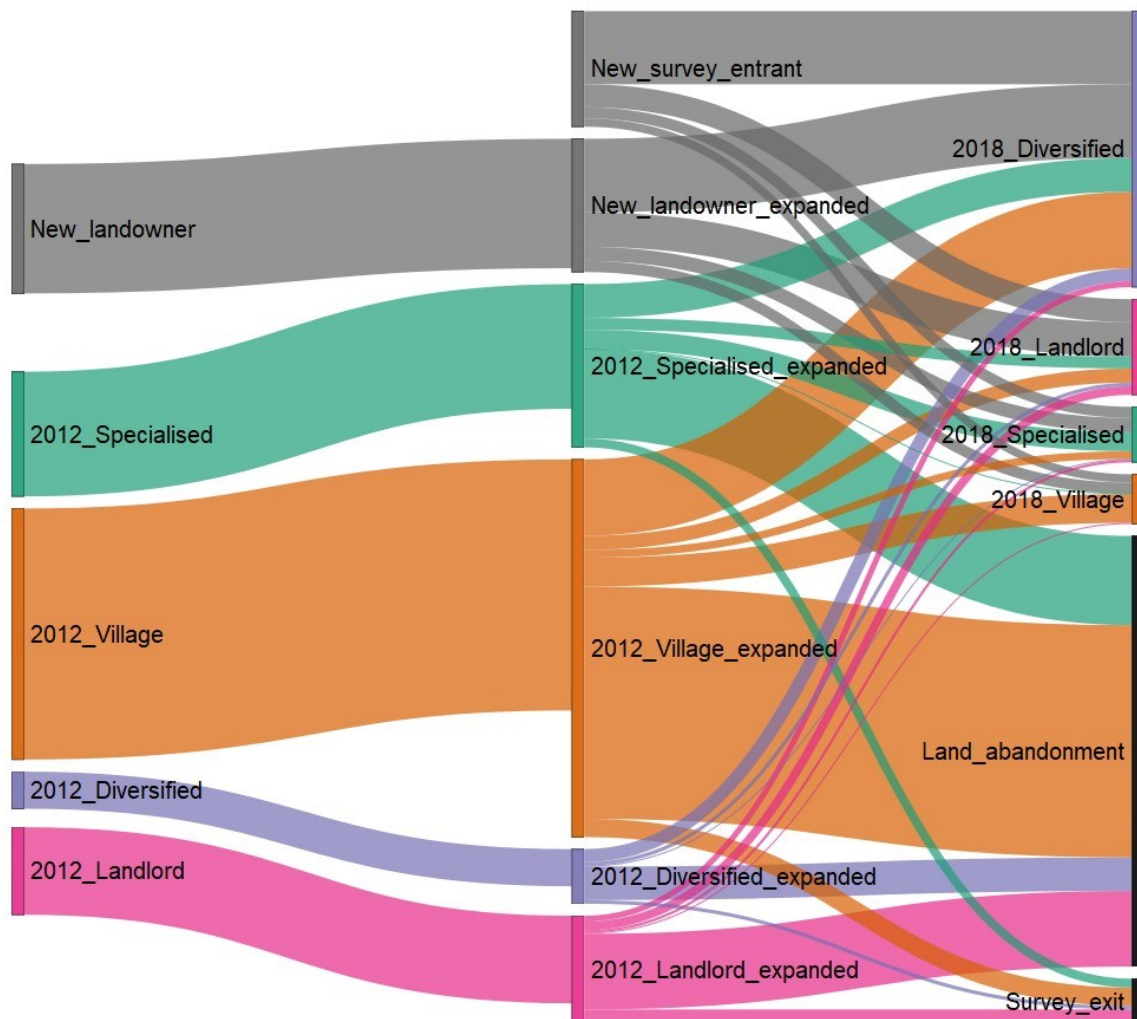 New_survey_entrant
2018_Diversified
New_landowner
New_landowner_expanded
2018_Landlord
2012_Specialised_expanded
2012_Specialised
2018_Specialised
2018_Village
2012_Village
2012_Village_expanded
Land_abandonment
2012_Diversified
2012_Landlord
2012_Diversified_expanded
2012_Landlord_expanded
Survey_exit